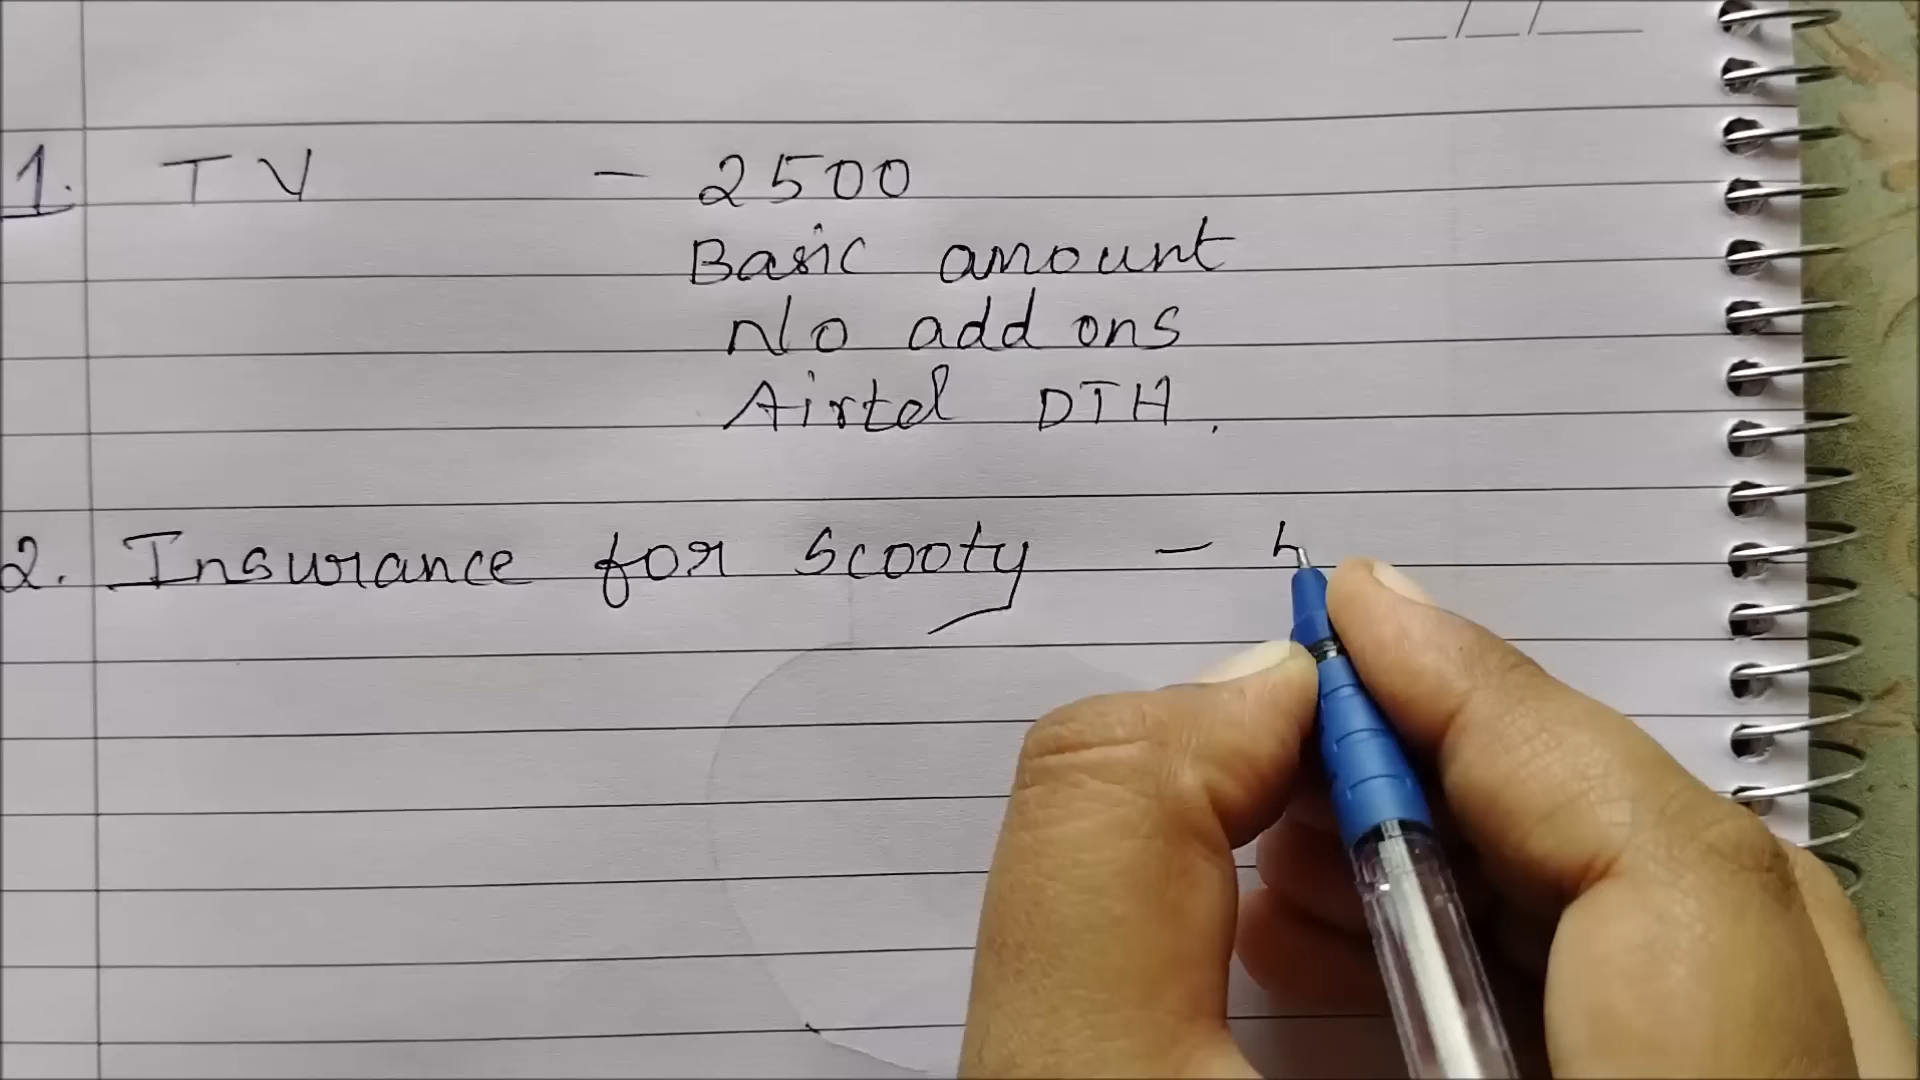 1. TV - 2500
Basic amount
No add ons
Airtel DTH.
2. Insurance for Scooty -